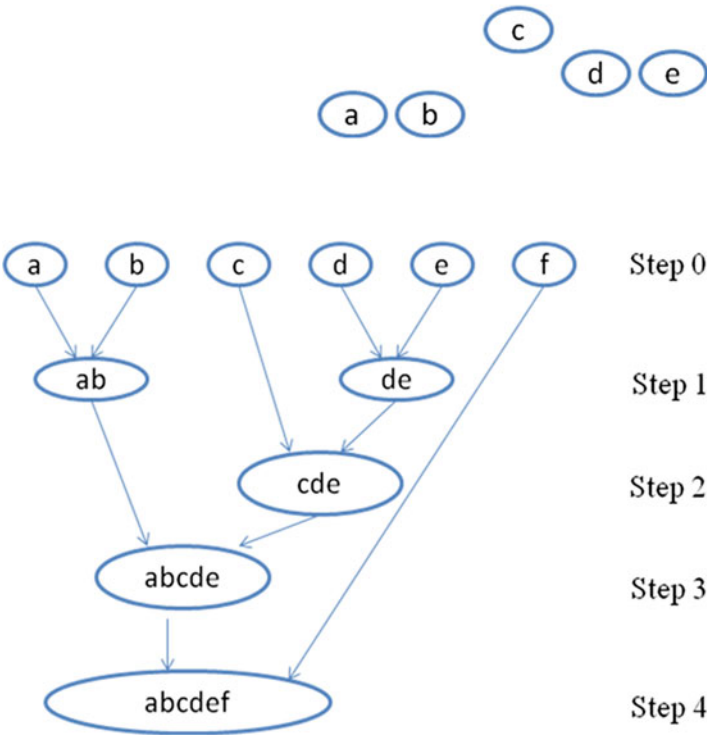 c
d e
a b
a b c d e f Step 0
ab de Step 1
cde Step 2
abcde Step 3
abcdef Step 4